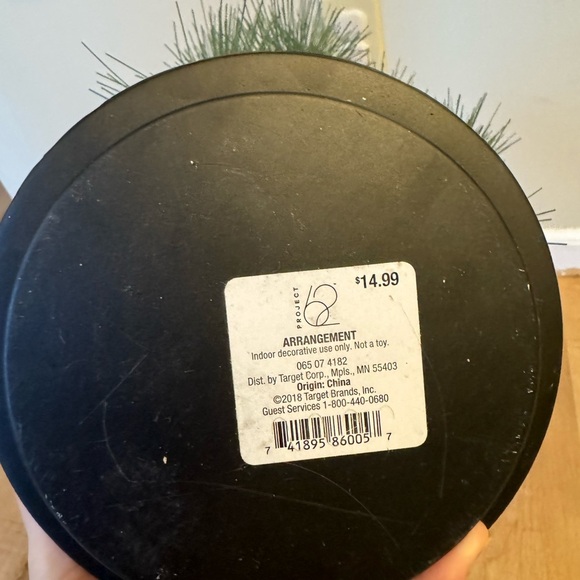 $14.99
PROJECT 62
ARRANGEMENT
Indoor decorative use only. Not a toy.
065 07 4182
Dist. by Target Corp., Mpls., MN 55403
Origin: China
©2018 Target Brands, Inc.
Guest Services 1-800-440-0680
7 41895 86005 7